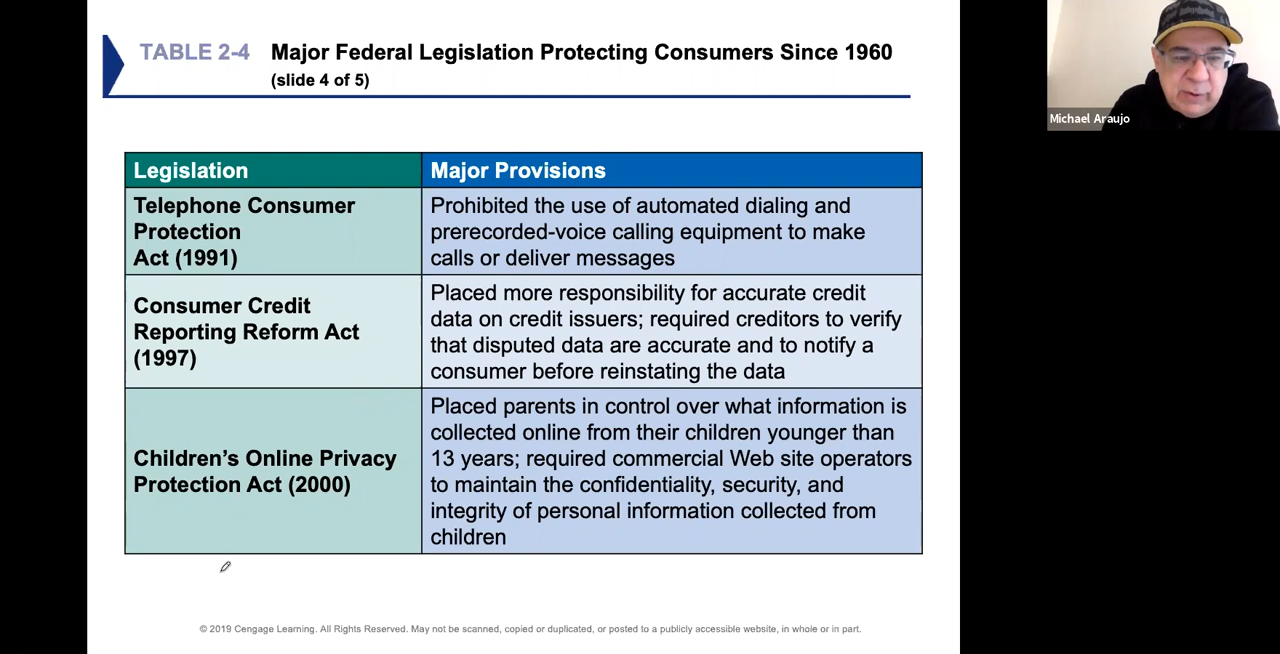 TABLE 2-4 Major Federal Legislation Protecting Consumers Since 1960
(slide 4 of 5)
Michael Araujo
Legislation
Major Provisions
Telephone Consumer
Protection
Act (1991)
Prohibited the use of automated dialing and
prerecorded-voice calling equipment to make
calls or deliver messages
Consumer Credit
Reporting Reform Act
(1997)
Placed more responsibility for accurate credit
data on credit issuers; required creditors to verify
that disputed data are accurate and to notify a
consumer before reinstating the data
Children’s Online Privacy
Protection Act (2000)
Placed parents in control over what information is
collected online from their children younger than
13 years; required commercial Web site operators
to maintain the confidentiality, security, and
integrity of personal information collected from
children
© 2019 Cengage Learning. All Rights Reserved. May not be scanned, copied or duplicated, or posted to a publicly accessible website, in whole or in part.